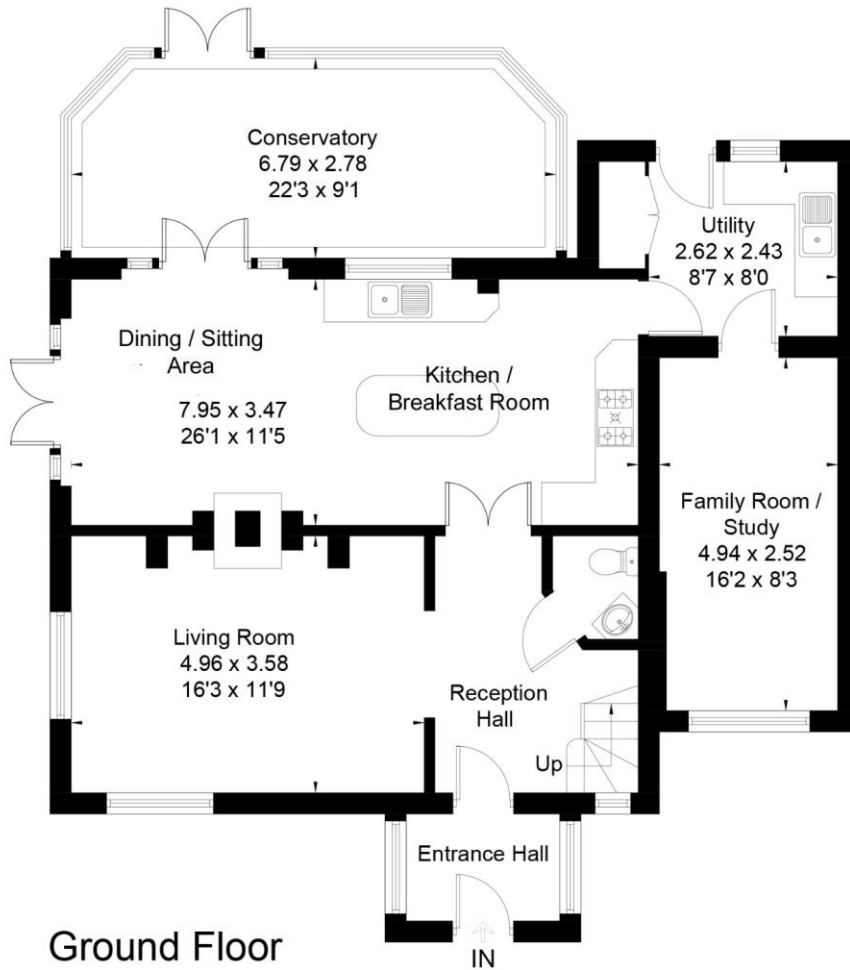 Conservatory
6.79 x 2.78
22'3 x 9'1
Utility
2.62 x 2.43
8'7 x 8'0
Dining / Sitting
Area
7.95 x 3.47
26'1 x 11'5
Kitchen /
Breakfast Room
Family Room /
Study
4.94 x 2.52
16'2 x 8'3
Living Room
4.96 x 3.58
16'3 x 11'9
Reception
Hall
Up
Entrance Hall
Ground Floor
IN